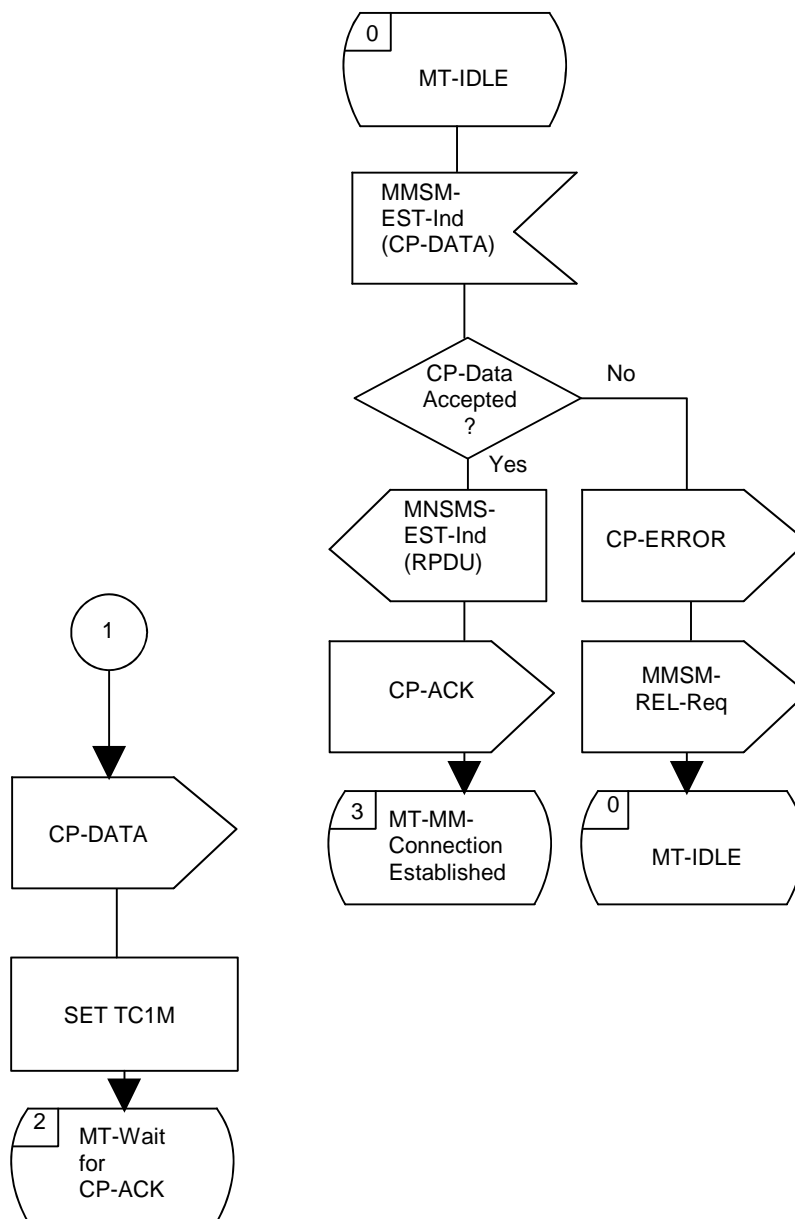 0
MT-IDLE
MMSM-
EST-Ind
(CP-DATA)
CP-Data
Accepted
?
No
Yes
MNSMS-
EST-Ind
(RPDU)
CP-ERROR
CP-ACK
MMSM-
REL-Req
3
MT-MM-
Connection
Established
0
MT-IDLE
1
CP-DATA
SET TC1M
2
MT-Wait
for
CP-ACK